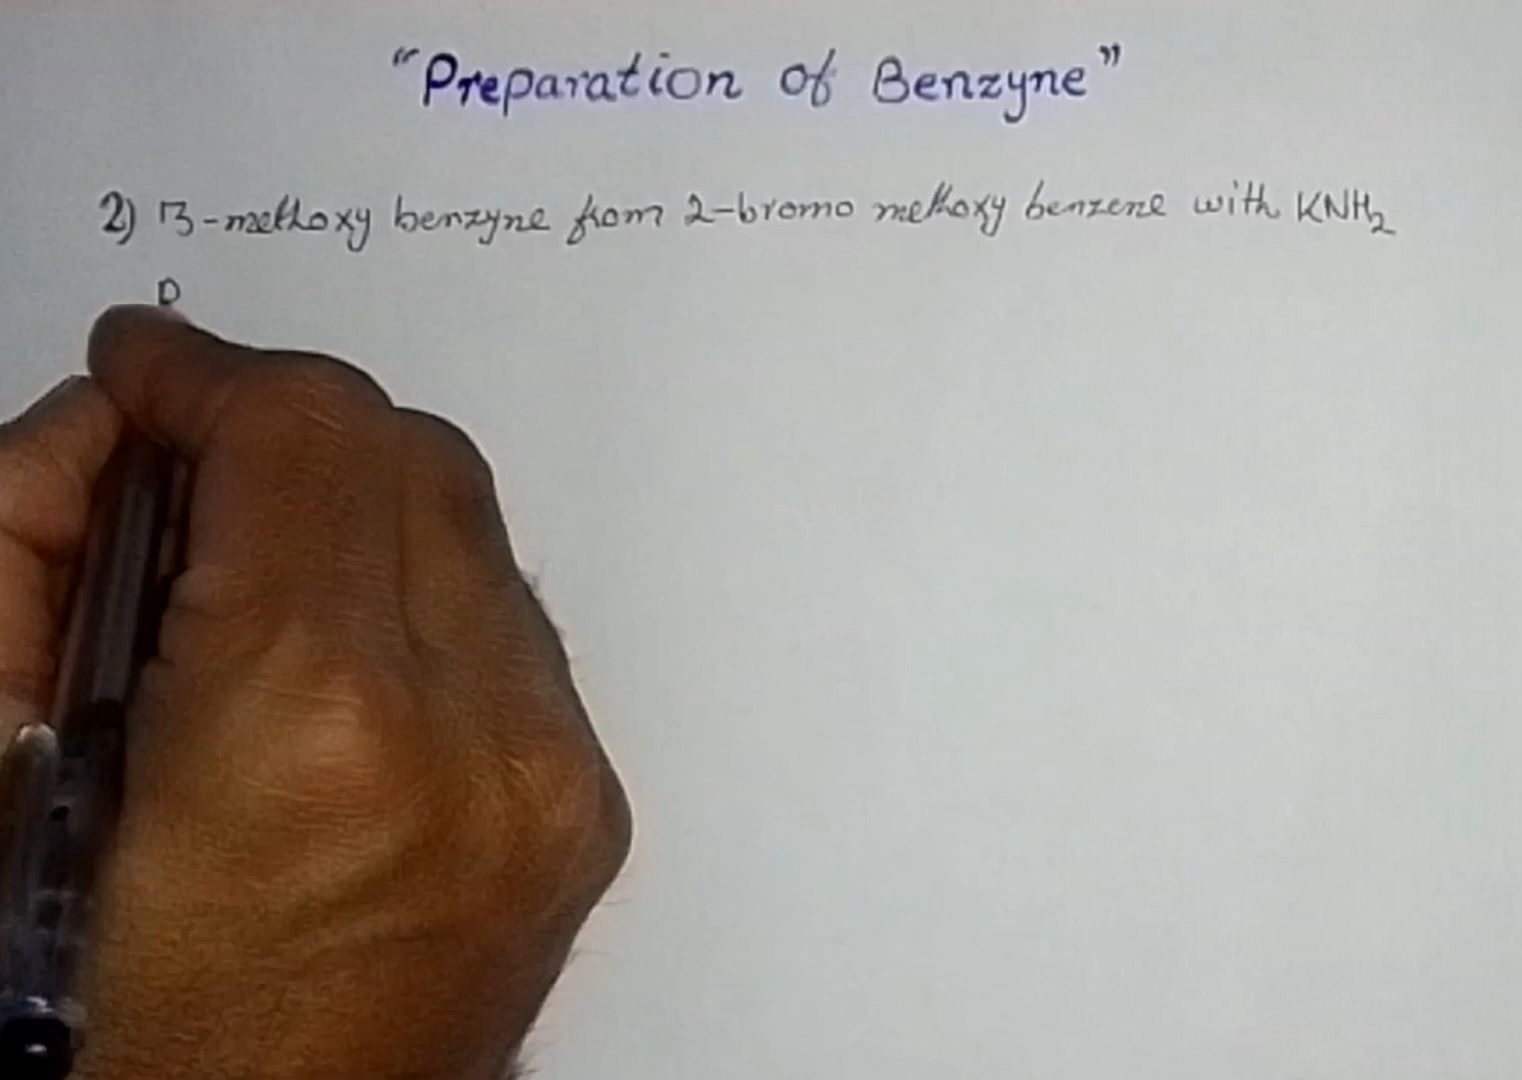 "Preparation of Benzyne"
2) 3-methoxy benzyne from 2-bromo methoxy benzene with KNH₂